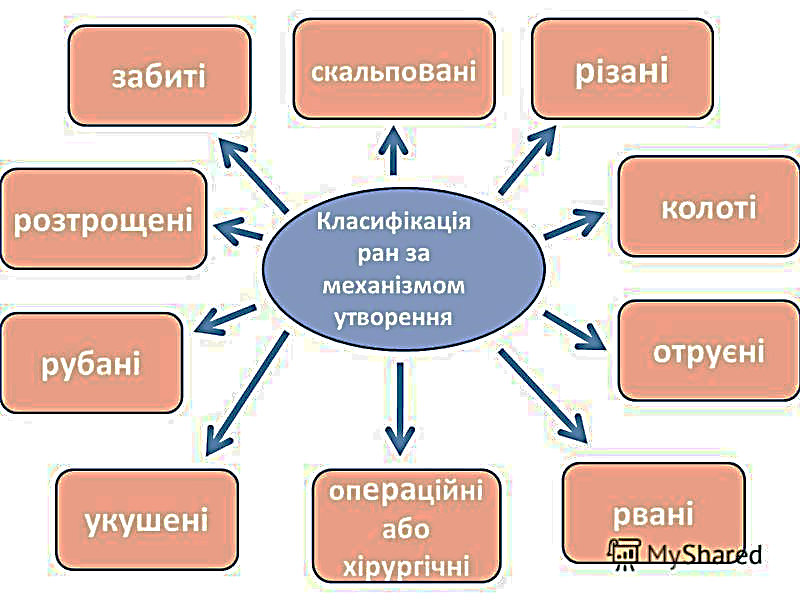 забиті
скальповані
різані
розтрощені
Класифікація
ран за
механізмом
утворення
колоті
рубані
отруєні
укушені
операційні
або
хірургічні
рвані
MyShared